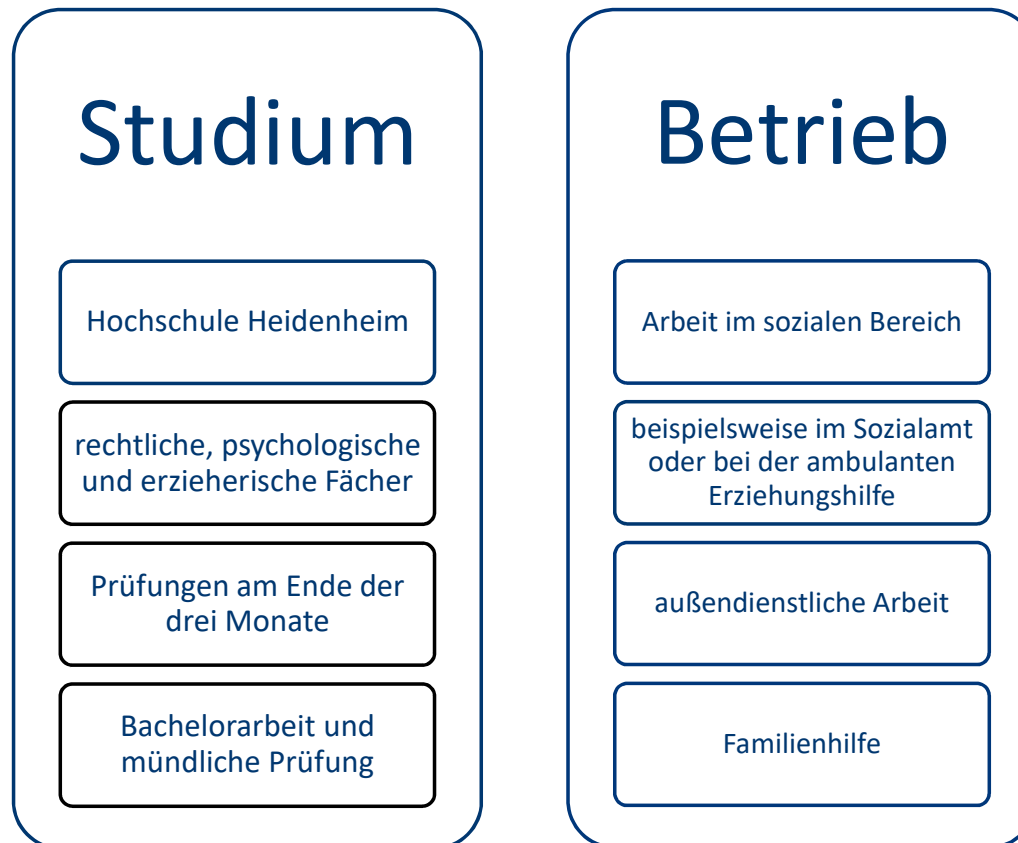 Studium
Hochschule Heidenheim
rechtliche, psychologische
und erzieherische Fächer
Prüfungen am Ende der
drei Monate
Bachelorarbeit und
mündliche Prüfung
Betrieb
Arbeit im sozialen Bereich
beispielsweise im Sozialamt
oder bei der ambulanten
Erziehungshilfe
außendienstliche Arbeit
Familienhilfe